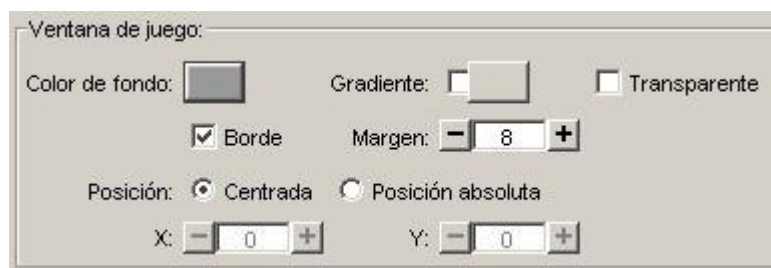 Ventana de juego:
Color de fondo: Gradiente: Transparente
Borde Margen: − 8 +
Posición: Centrada Posición absoluta
X: − 0 + Y: − 0 +